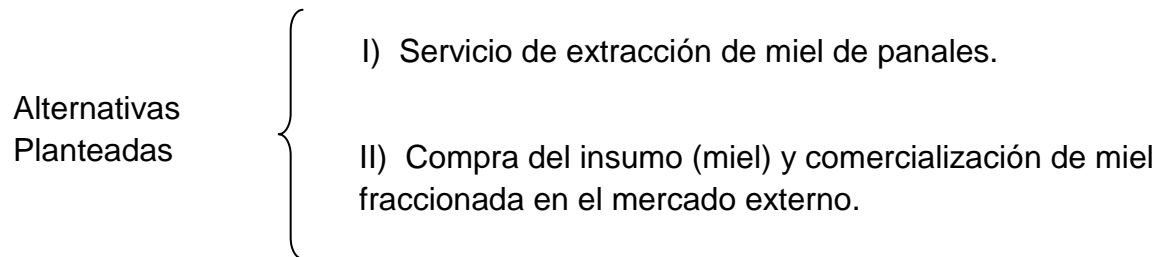 Alternativas
Planteadas
I) Servicio de extracción de miel de panales.
II) Compra del insumo (miel) y comercialización de miel
fraccionada en el mercado externo.